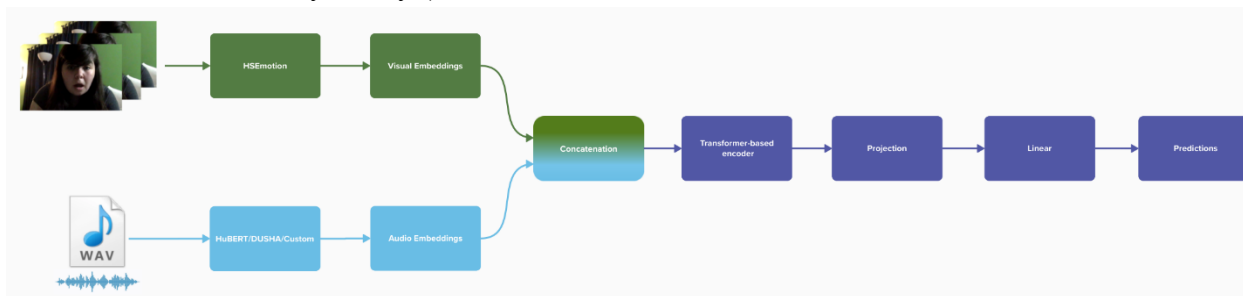 HSEmotion
Visual Embeddings
Concatenation
Transformer-based
encoder
Projection
Linear
Predictions
WAV
HuBERT/DUSHA/Custom
Audio Embeddings